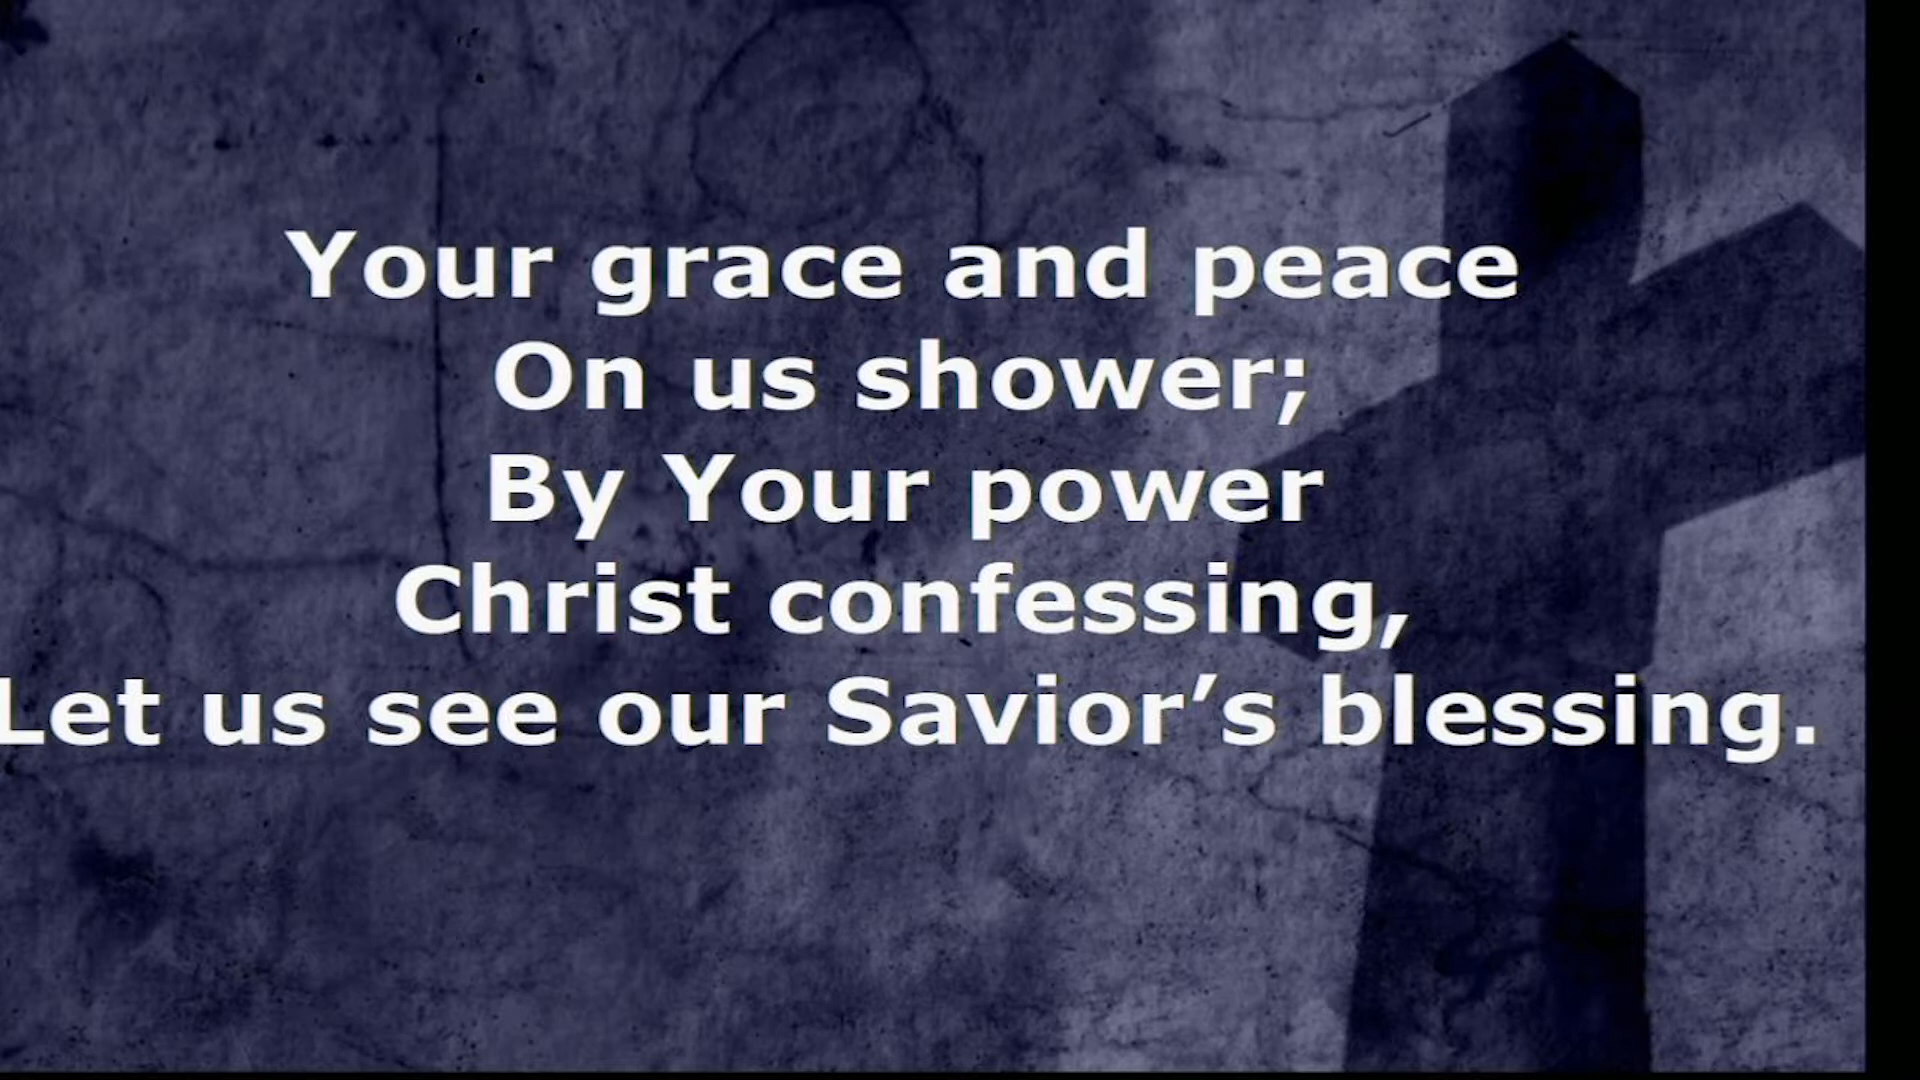 Your grace and peace
On us shower;
By Your power
Christ confessing,
Let us see our Savior’s blessing.